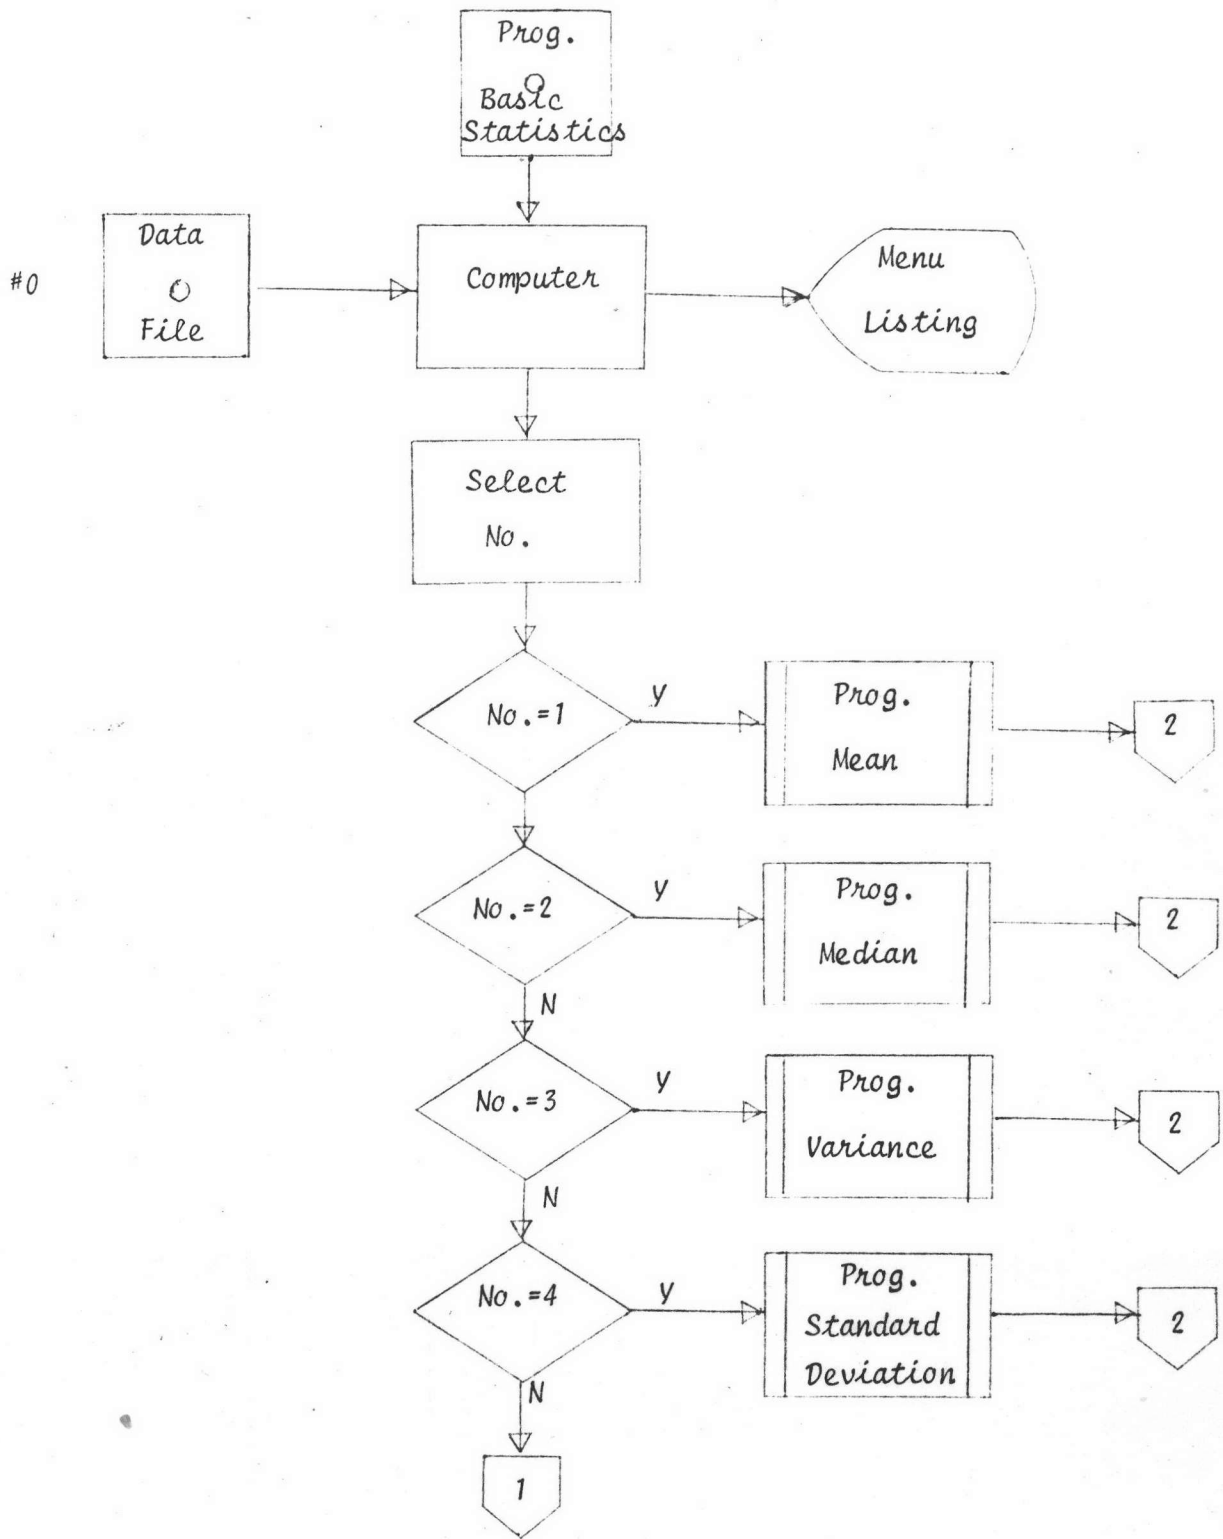 Prog.
Basic
Statistics
#0
Data
File
Computer
Menu
Listing
Select
No.
No.=1
Y
Prog.
Mean
2
No.=2
Y
Prog.
Median
2
N
No.=3
Y
Prog.
Variance
2
N
No.=4
Y
Prog.
Standard
Deviation
2
N
1